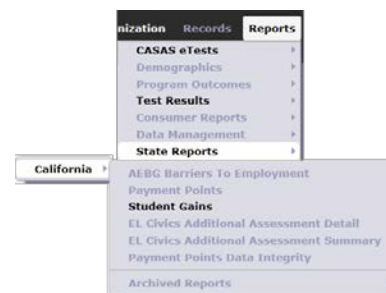 nization Records Reports
CASAS eTests
Demographics
Program Outcomes
Test Results
Consumer Reports
Data Management
State Reports
California
AEBG Barriers To Employment
Payment Points
Student Gains
EL Civics Additional Assessment Detail
EL Civics Additional Assessment Summary
Payment Points Data Integrity
Archived Reports